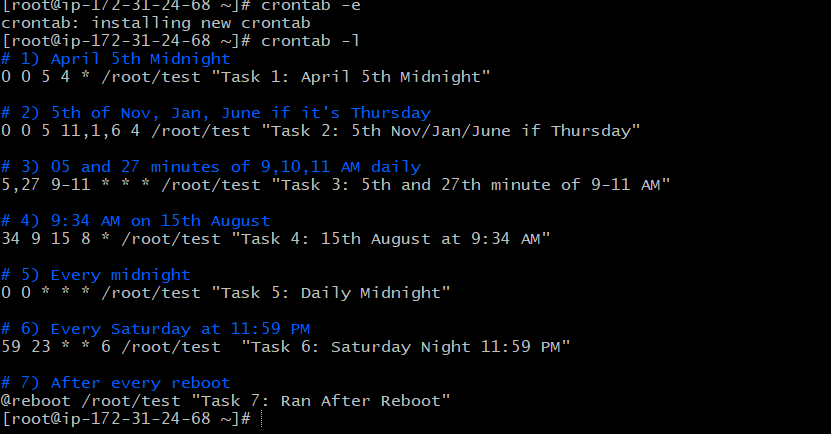 [root@ip-172-31-24-68 ~]# crontab -e
crontab: installing new crontab
[root@ip-172-31-24-68 ~]# crontab -l
# 1) April 5th Midnight
0 0 5 4 * /root/test "Task 1: April 5th Midnight"
# 2) 5th of Nov, Jan, June if it's Thursday
0 0 5 11,1,6 4 /root/test "Task 2: 5th Nov/Jan/June if Thursday"
# 3) 05 and 27 minutes of 9,10,11 AM daily
5,27 9-11 * * * /root/test "Task 3: 5th and 27th minute of 9-11 AM"
# 4) 9:34 AM on 15th August
34 9 15 8 * /root/test "Task 4: 15th August at 9:34 AM"
# 5) Every midnight
0 0 * * * /root/test "Task 5: Daily Midnight"
# 6) Every Saturday at 11:59 PM
59 23 * * 6 /root/test  "Task 6: Saturday Night 11:59 PM"
# 7) After every reboot
@reboot /root/test "Task 7: Ran After Reboot"
[root@ip-172-31-24-68 ~]#